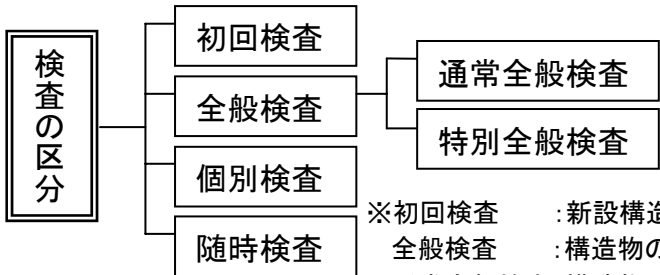 検査の区分
初回検査
全般検査
個別検査
随時検査
通常全般検査
特別全般検査
※初回検査 :新設構造
全般検査 :構造物の